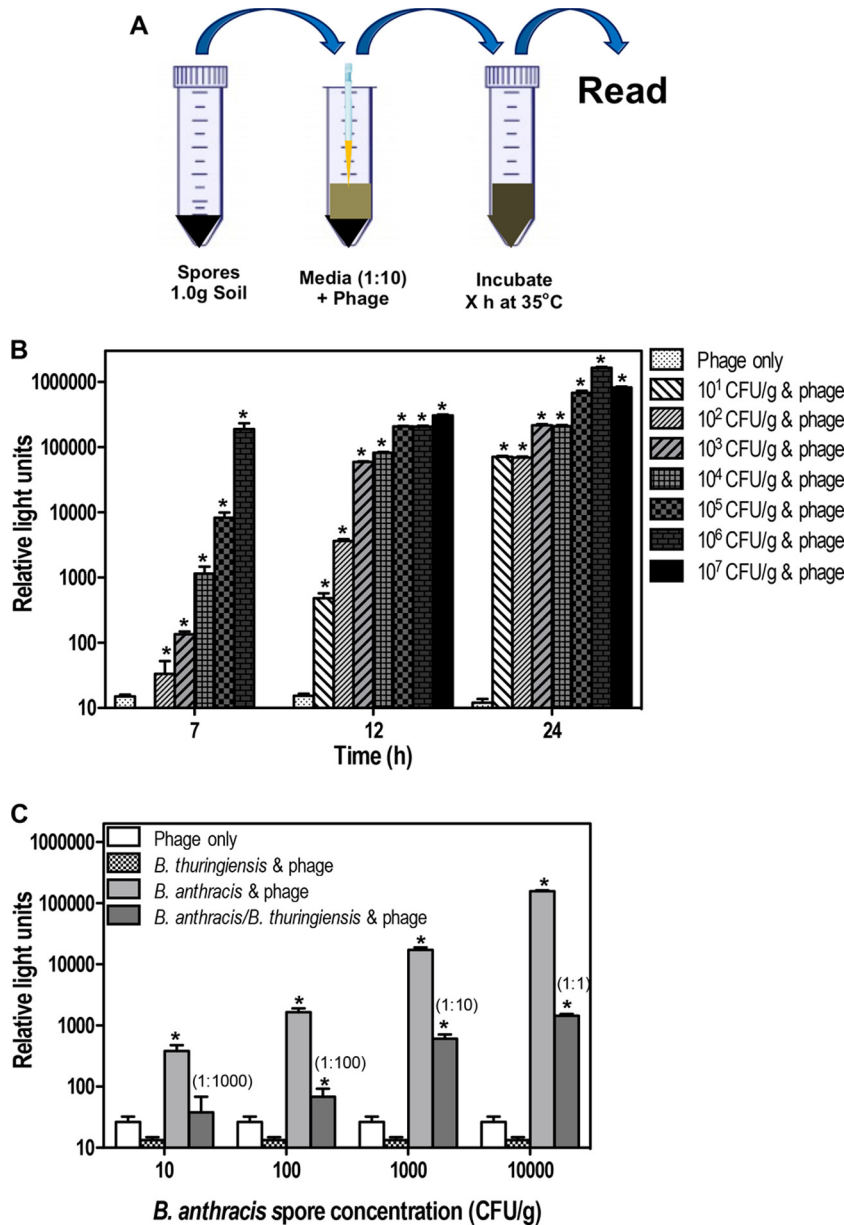 A
Read
Spores
1.0g Soil
Media (1:10)
+ Phage
Incubate
X h at 35°C
B
Relative light units
1000000
100000
10000
1000
100
10
7
12
24
Time (h)
* * * * *
* * * * * * *
* * * * * * *
Phage only
10¹ CFU/g & phage
10² CFU/g & phage
10³ CFU/g & phage
10⁴ CFU/g & phage
10⁵ CFU/g & phage
10⁶ CFU/g & phage
10⁷ CFU/g & phage
C
Relative light units
1000000
100000
10000
1000
100
10
Phage only
B. thuringiensis & phage
B. anthracis & phage
B. anthracis/B. thuringiensis & phage
*
(1:1000)
*
(1:100)
*
*
(1:10)
*
*
(1:1)
*
10
100
1000
10000
B. anthracis spore concentration (CFU/g)